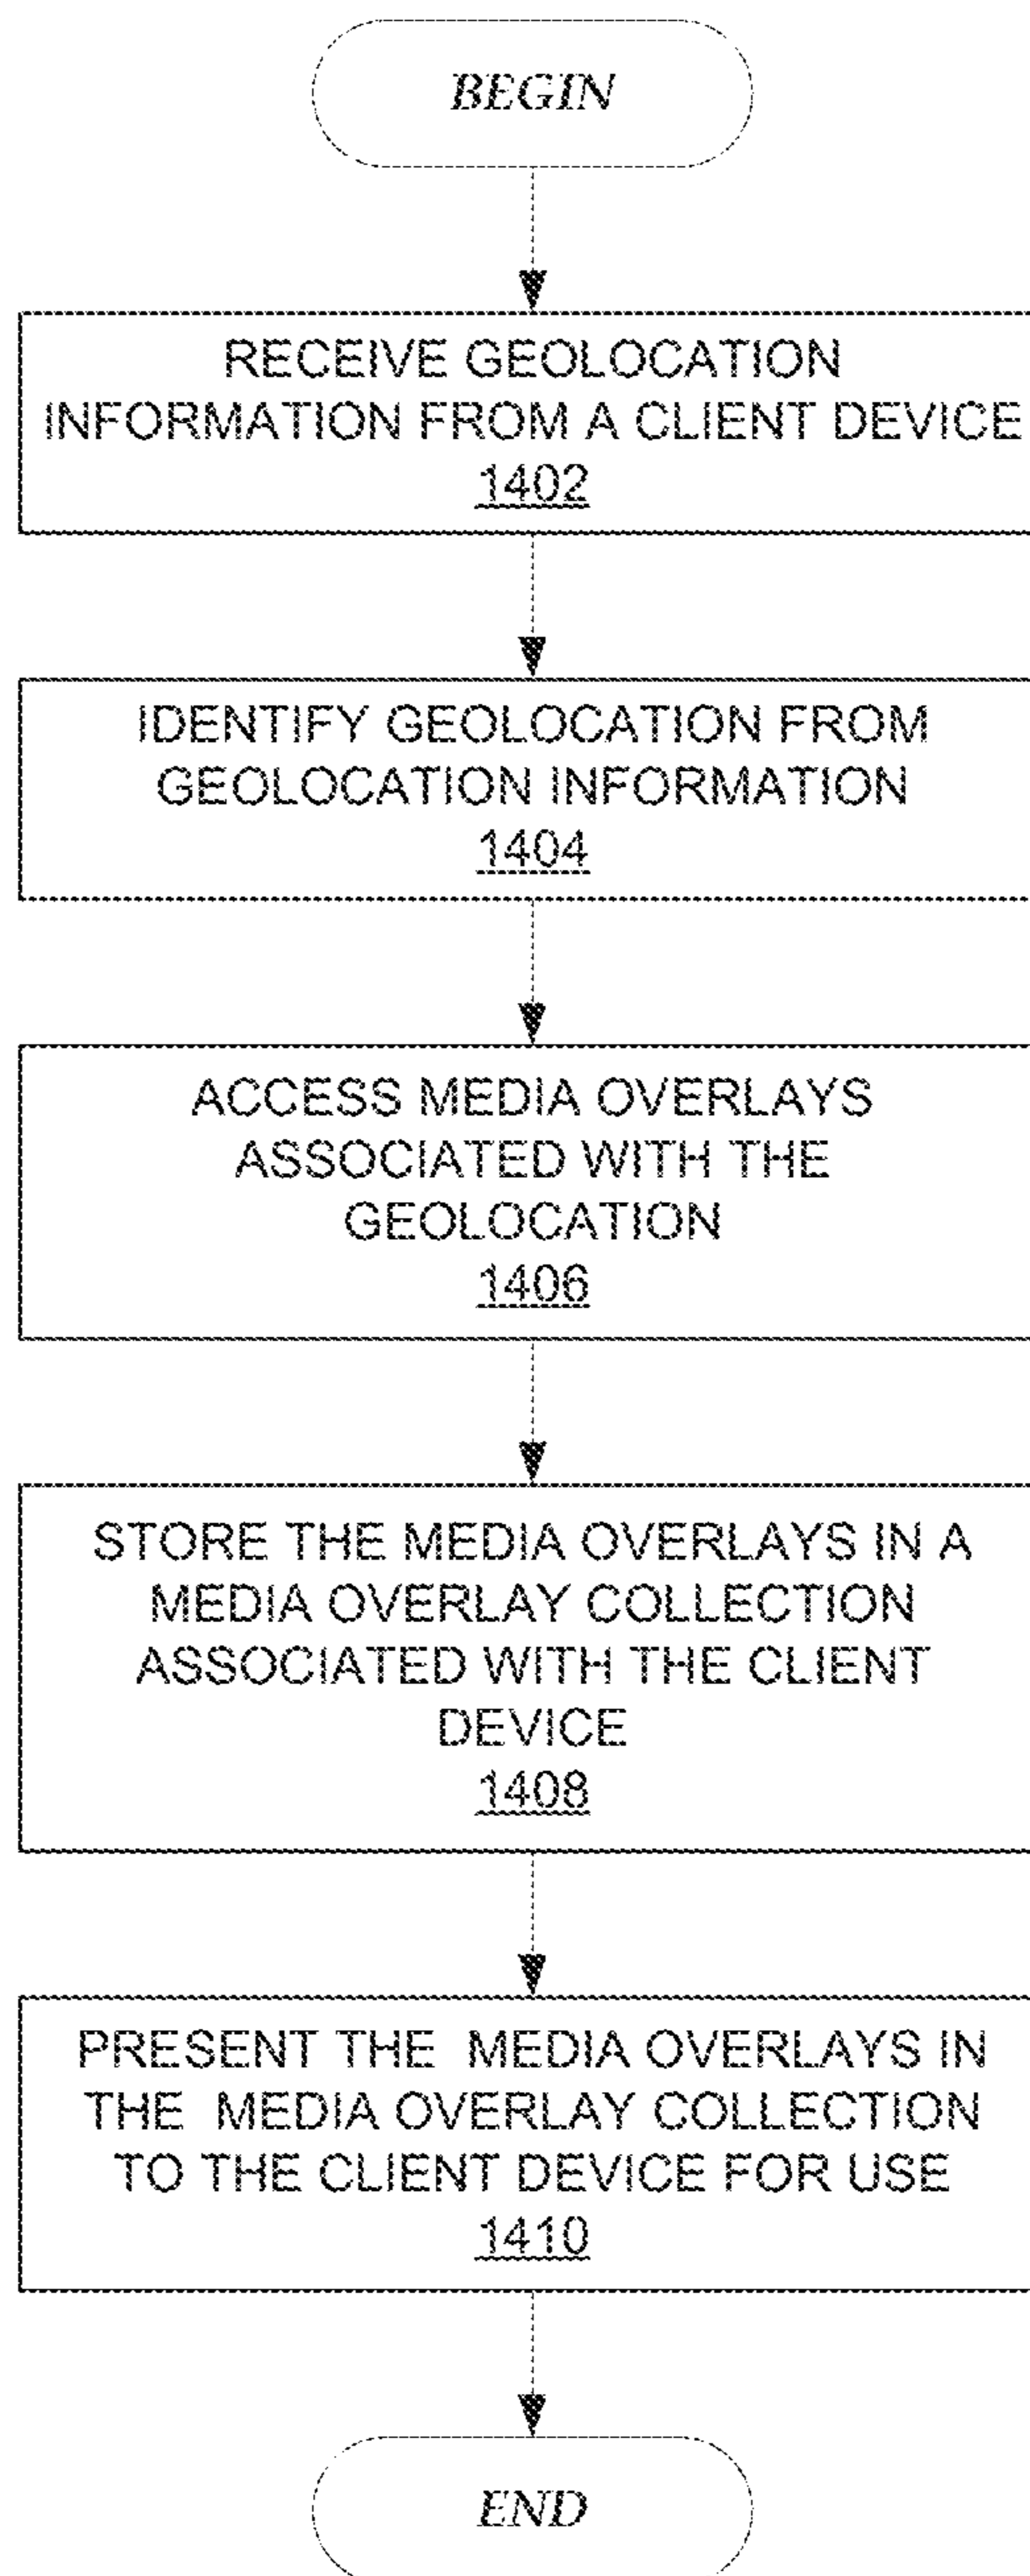 BEGIN
RECEIVE GEOLOCATION
INFORMATION FROM A CLIENT DEVICE
1402
IDENTIFY GEOLOCATION FROM
GEOLOCATION INFORMATION
1404
ACCESS MEDIA OVERLAYS
ASSOCIATED WITH THE
GEOLOCATION
1406
STORE THE MEDIA OVERLAYS IN A
MEDIA OVERLAY COLLECTION
ASSOCIATED WITH THE CLIENT
DEVICE
1408
PRESENT THE MEDIA OVERLAYS IN
THE MEDIA OVERLAY COLLECTION
TO THE CLIENT DEVICE FOR USE
1410
END